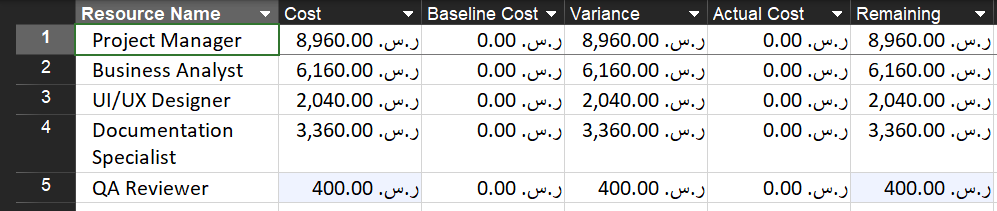 Resource Name Cost Baseline Cost Variance Actual Cost Remaining
1 Project Manager ر.س. 8,960.00 ر.س. 0.00 ر.س. 8,960.00 ر.س. 0.00 ر.س. 8,960.00
2 Business Analyst ر.س. 6,160.00 ر.س. 0.00 ر.س. 6,160.00 ر.س. 0.00 ر.س. 6,160.00
3 UI/UX Designer ر.س. 2,040.00 ر.س. 0.00 ر.س. 2,040.00 ر.س. 0.00 ر.س. 2,040.00
4 Documentation ر.س. 3,360.00 ر.س. 0.00 ر.س. 3,360.00 ر.س. 0.00 ر.س. 3,360.00
Specialist
5 QA Reviewer ر.س. 400.00 ر.س. 0.00 ر.س. 400.00 ر.س. 0.00 ر.س. 400.00